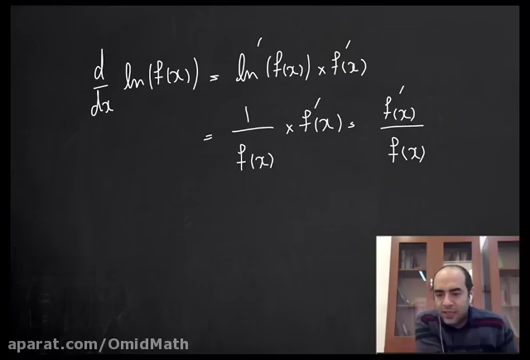 d/dx ln(f(x)) = ln′(f(x)) × f′(x)
= 1/f(x) × f′(x) = f′(x)/f(x)
aparat.com/OmidMath